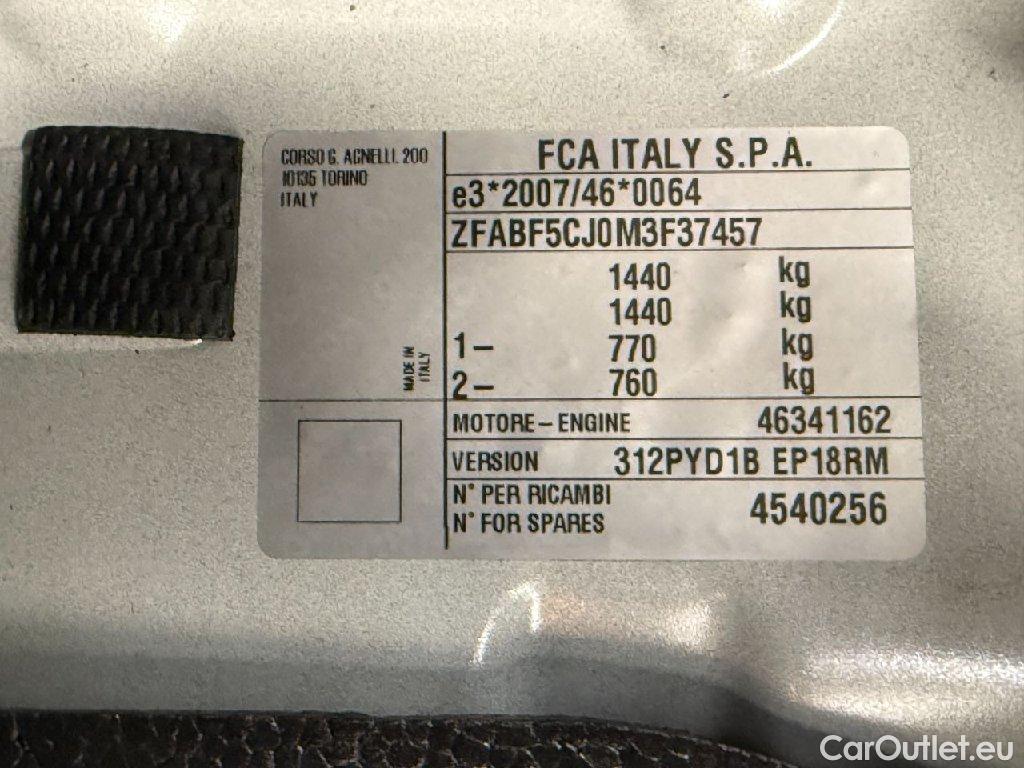 CORSO G. AGNELLI, 200
10135 TORINO
ITALY
MADE IN
ITALY
FCA ITALY S.P.A.
e3*2007/46*0064
ZFABF5CJ0M3F37457
1440 kg
1440 kg
1– 770 kg
2– 760 kg
MOTORE–ENGINE 46341162
VERSION 312PYD1B EP18RM
N° PER RICAMBI
N° FOR SPARES 4540256
CarOutlet.eu